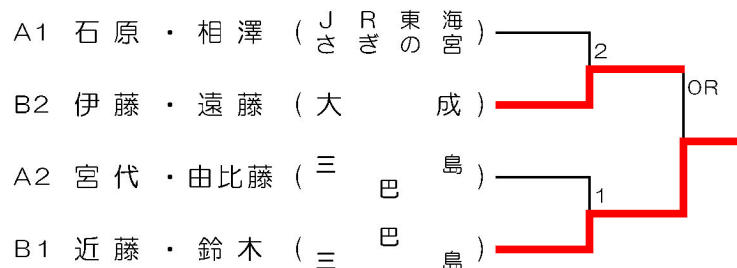 A1 石原・相澤 (JR東海 さぎの宮)
2
B2 伊藤・遠藤 (大成)
OR
A2 宮代・由比藤 (三島 巴)
1
B1 近藤・鈴木 (巴 三島)